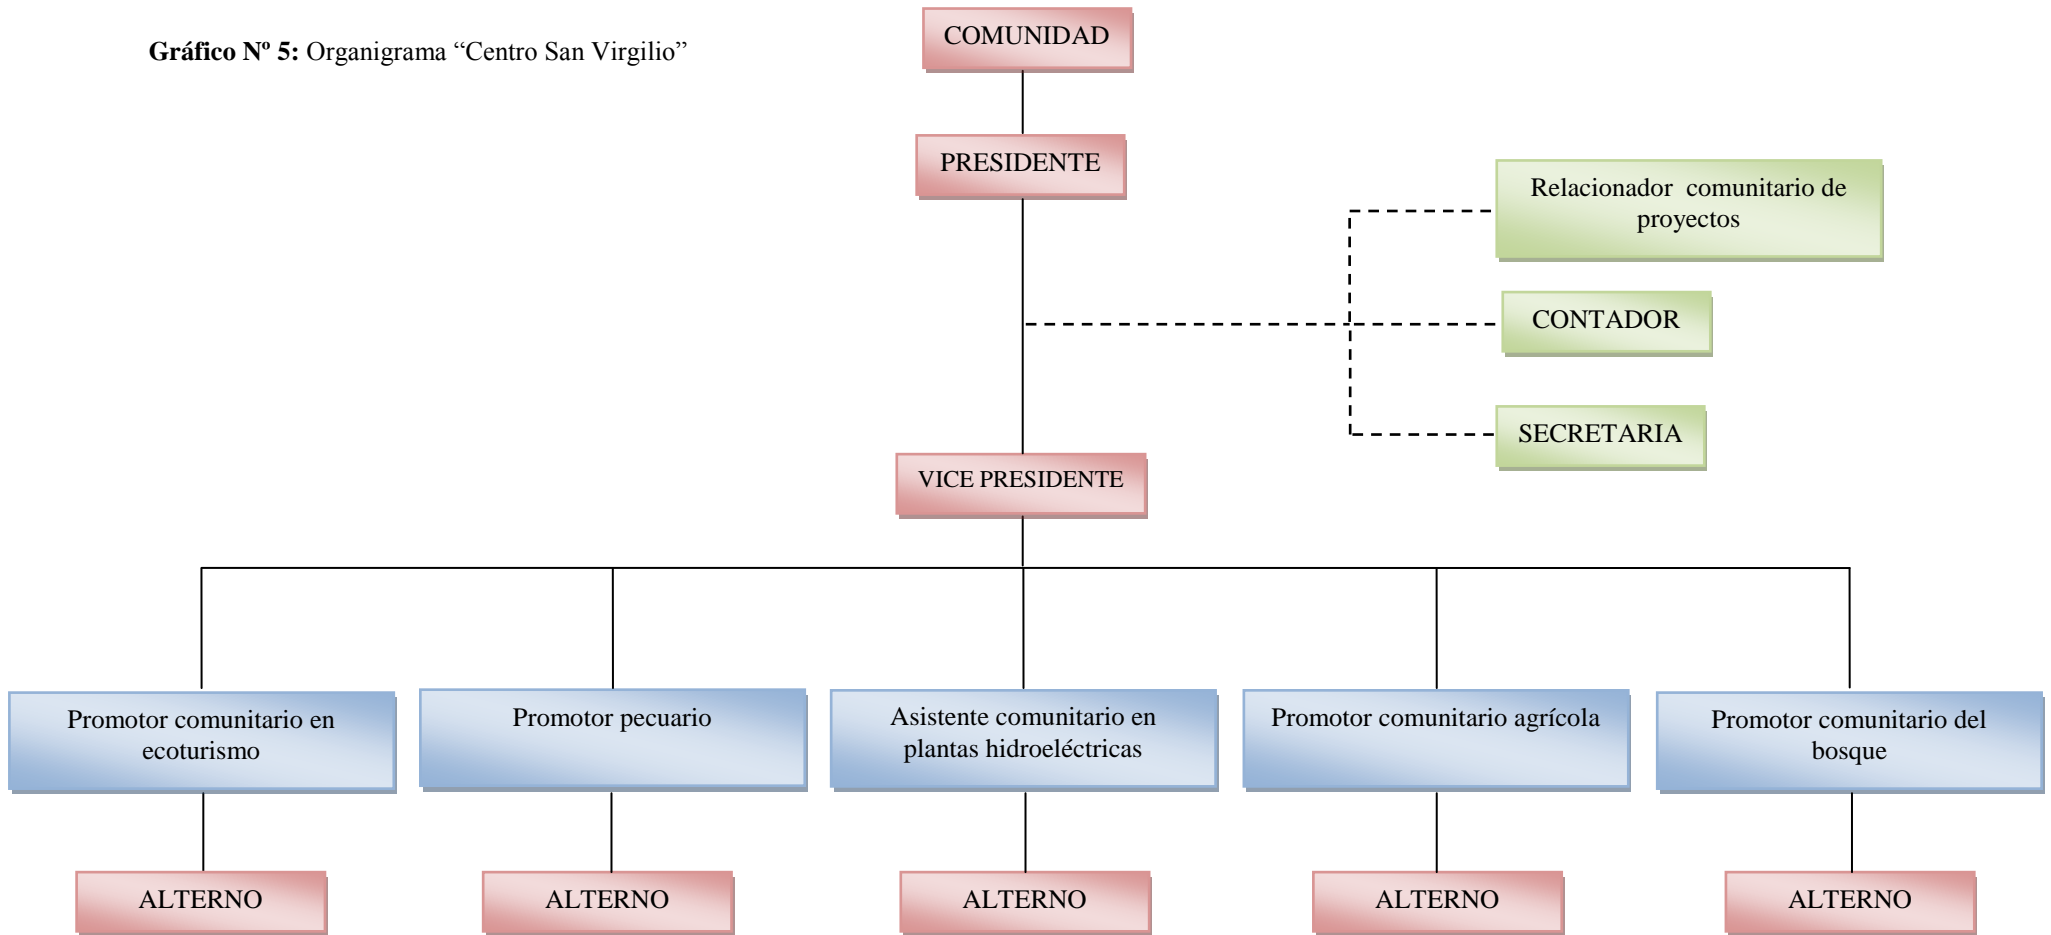 COMUNIDAD
Gráfico Nº 5: Organigrama “Centro San Virgilio”
PRESIDENTE
Relacionador comunitario de
proyectos
CONTADOR
SECRETARIA
VICE PRESIDENTE
Promotor comunitario en
ecoturismo
Promotor pecuario
Asistente comunitario en
plantas hidroeléctricas
Promotor comunitario agrícola
Promotor comunitario del
bosque
ALTERNO
ALTERNO
ALTERNO
ALTERNO
ALTERNO